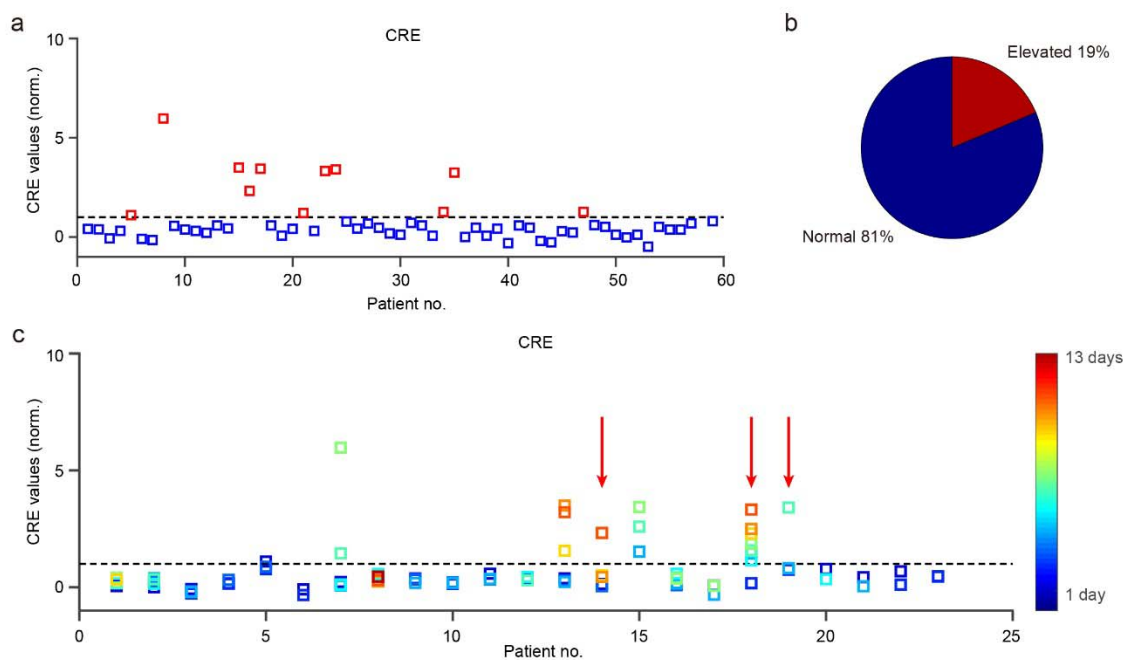 a
CRE
10
5
0
CRE values (norm.)
0 10 20 30 40 50 60
Patient no.
b
Elevated 19%
Normal 81%
c
CRE
10
5
0
CRE values (norm.)
0 5 10 15 20 25
Patient no.
13 days
1 day